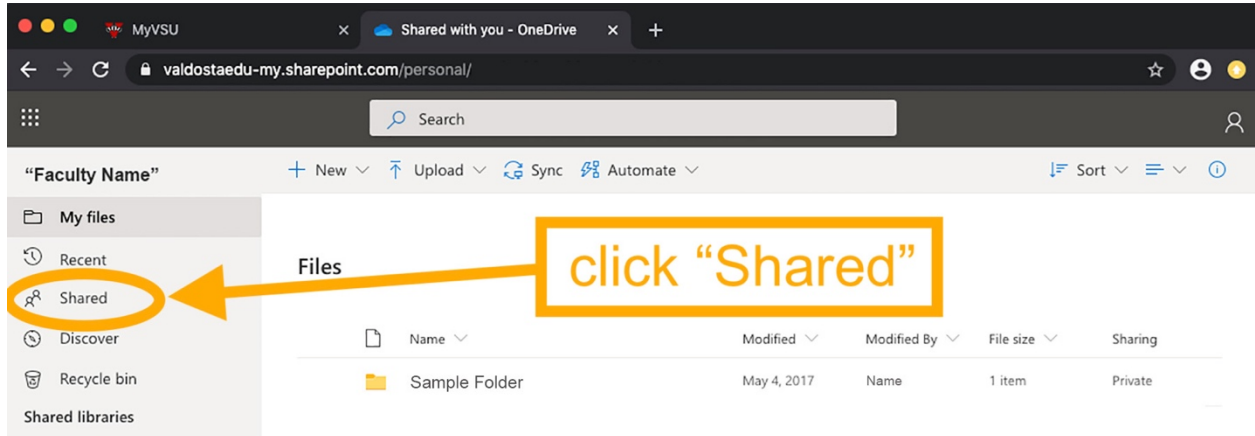 MyVSU
Shared with you - OneDrive
valdostaedu-my.sharepoint.com/personal/
Search
“Faculty Name”
New Upload Sync Automate Sort
My files
Recent
Shared
Discover
Recycle bin
Shared libraries
Files
click “Shared”
Name Modified Modified By File size Sharing
Sample Folder May 4, 2017 Name 1 item Private